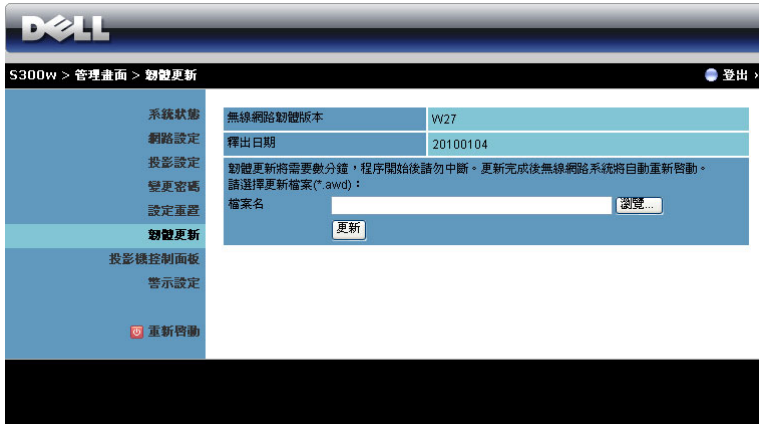 DELL
S300w > 管理畫面 > 韌體更新
登出 ›
系統狀態
網路設定
投影設定
變更密碼
設定重置
韌體更新
投影機控制面板
警示設定
重新啓動
無線網路韌體版本 W27
釋出日期 20100104
韌體更新將需要數分鐘，程序開始後請勿中斷。更新完成後無線網路系統將自動重新啓動。
請選擇更新檔案(*.awd)：
檔案名 瀏覽...
更新